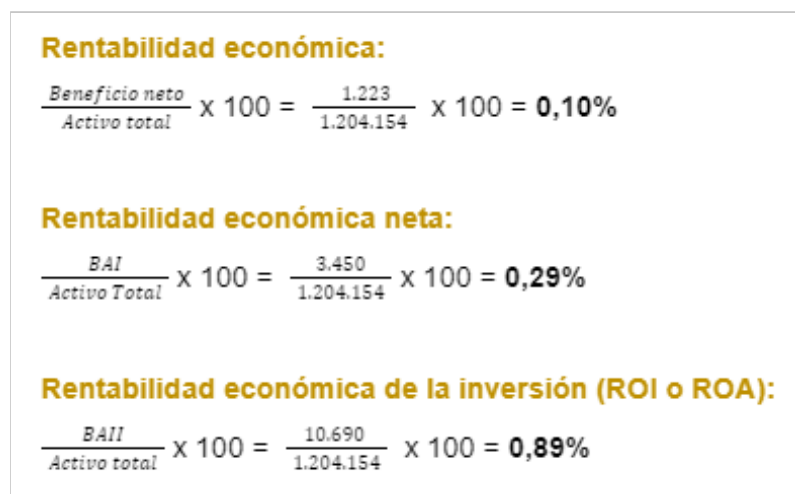 Rentabilidad económica:
Beneficio neto / Activo total x 100 = 1.223 / 1.204.154 x 100 = 0,10%
Rentabilidad económica neta:
BAI / Activo Total x 100 = 3.450 / 1.204.154 x 100 = 0,29%
Rentabilidad económica de la inversión (ROI o ROA):
BAII / Activo total x 100 = 10.690 / 1.204.154 x 100 = 0,89%